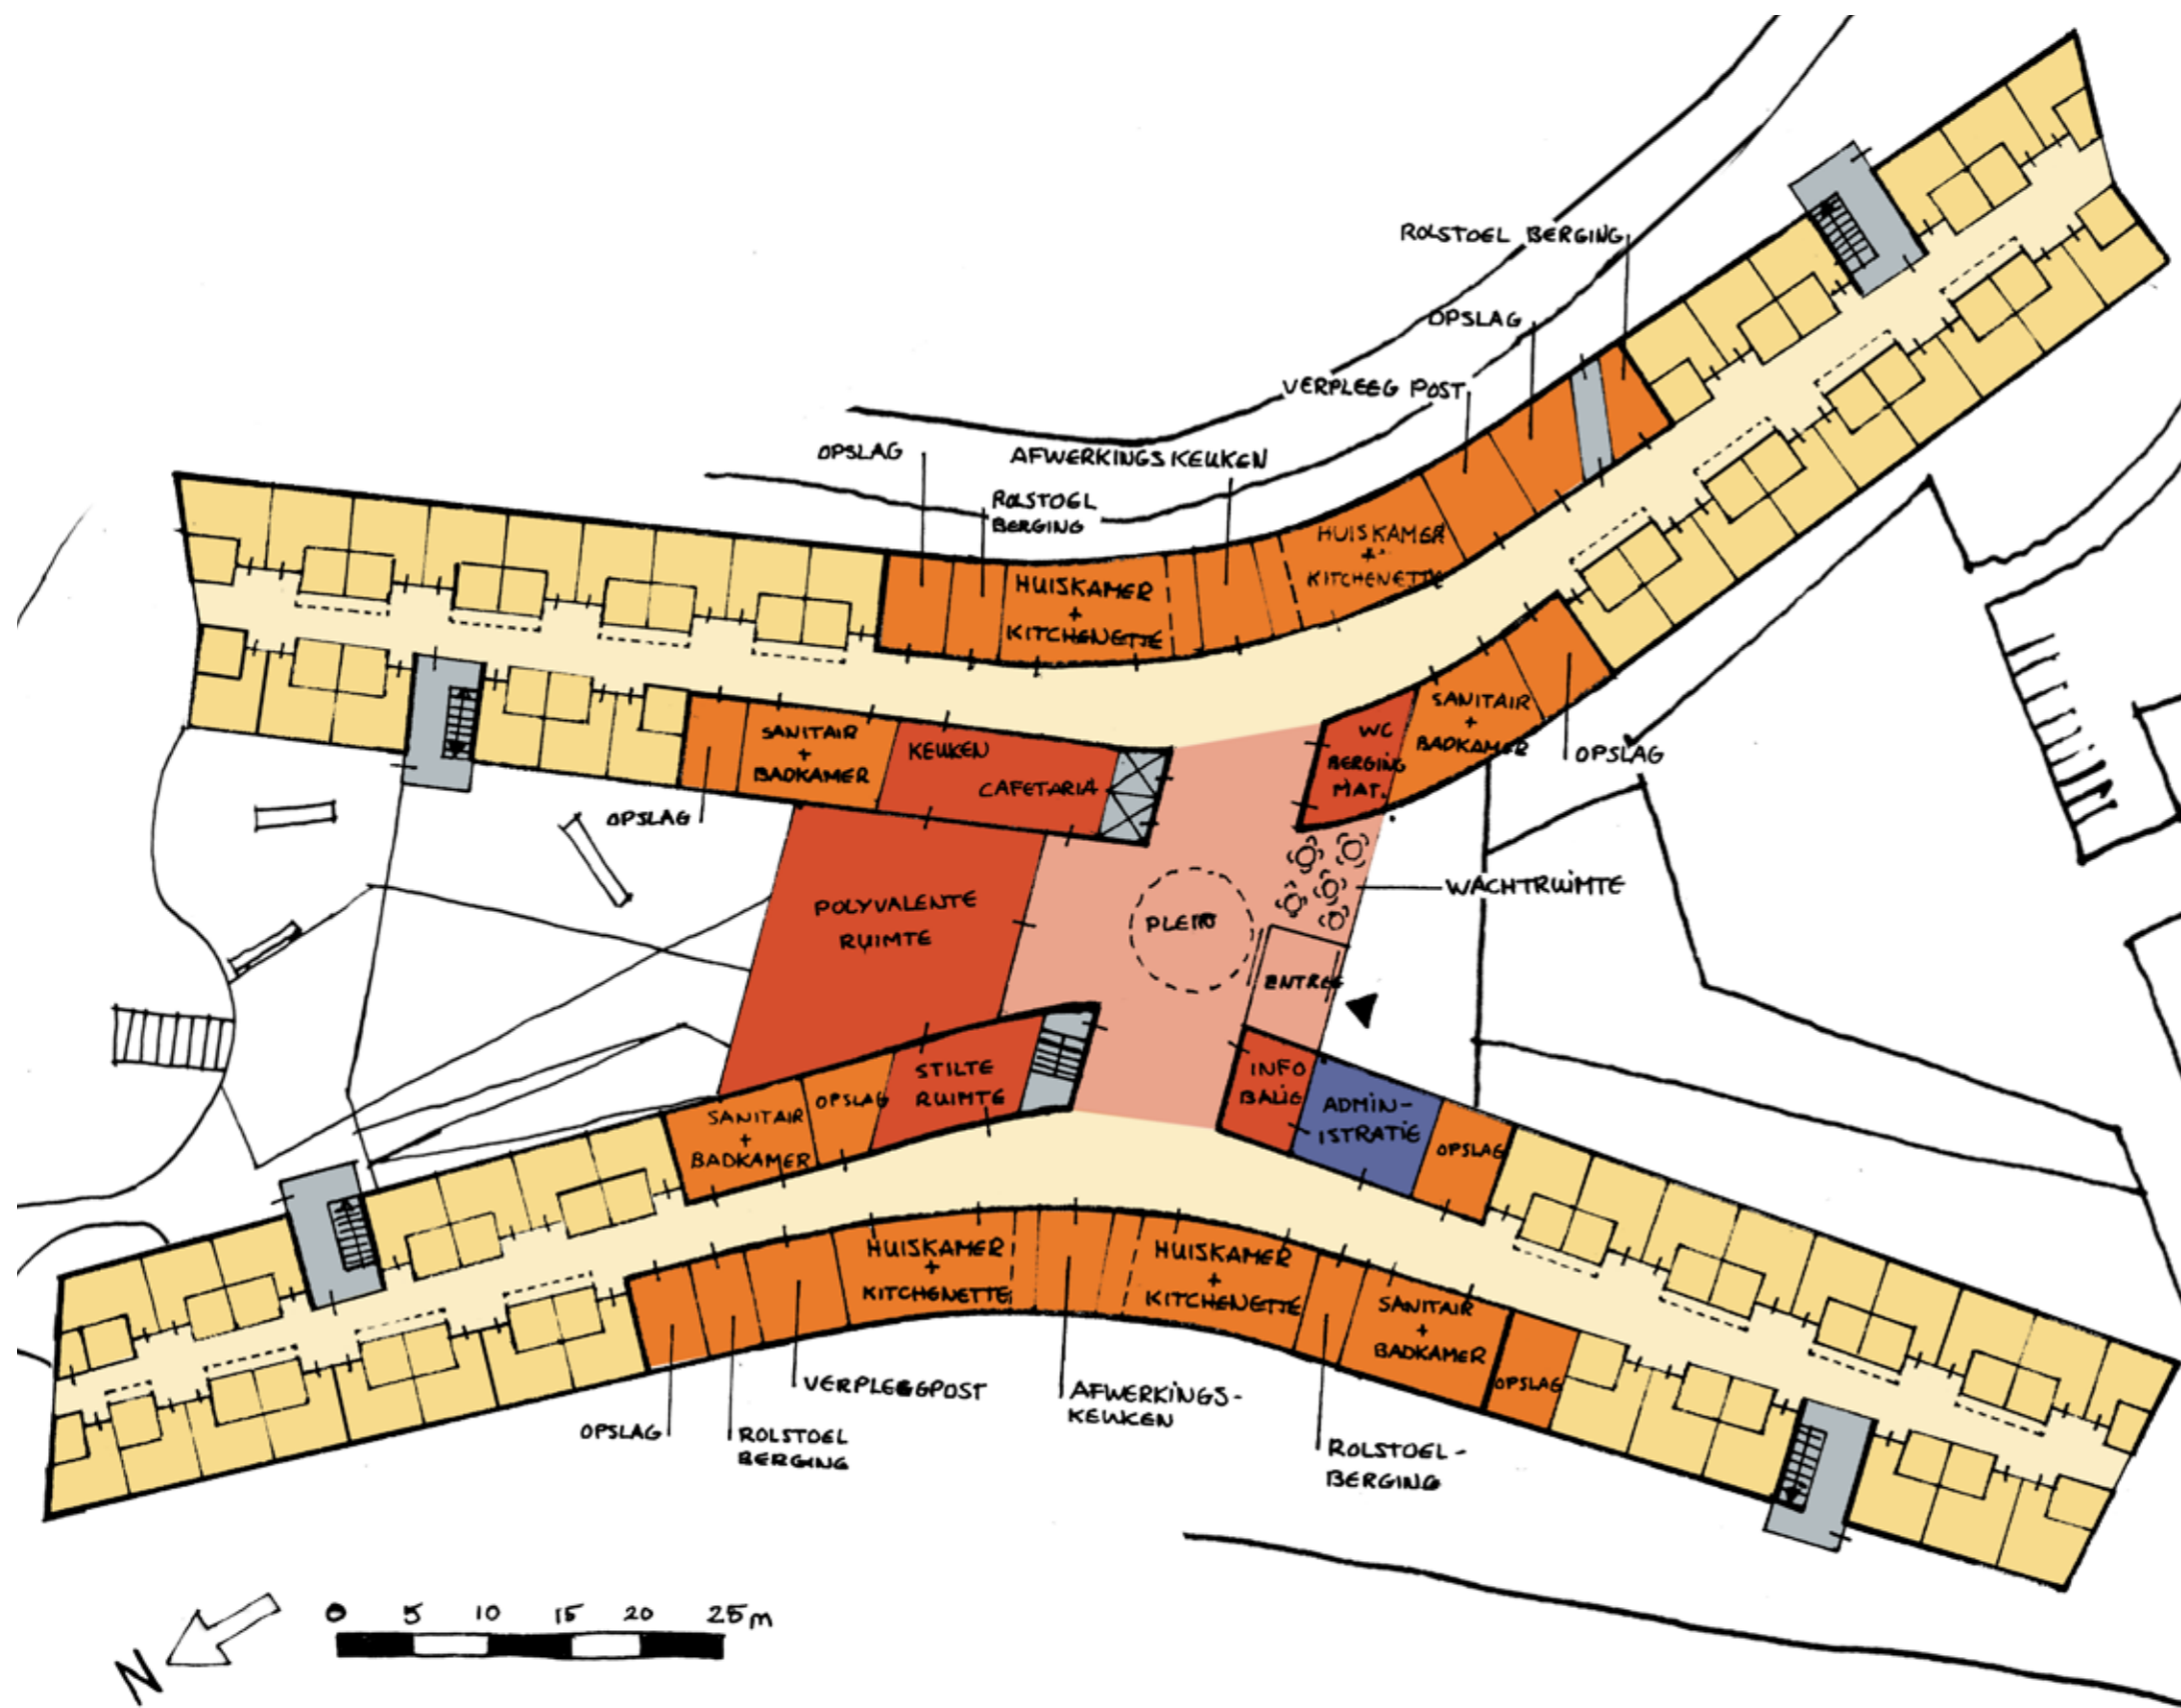 ROLSTOEL BERGING
OPSLAG
VERPLEEG POST
OPSLAG
AFWERKINGSKEUKEN
ROLSTOEL
BERGING
HUISKAMER
+
KITCHENETTE
HUISKAMER
+
KITCHENETTE
SANITAIR
+
BADKAMER
KEUKEN
CAFETARIA
OPSLAG
WC
BERGING
MAT.
SANITAIR
+
BADKAMER
OPSLAG
POLYVALENTE
RUIMTE
PLEIN
WACHTRUIMTE
ENTREE
STILTE
RUIMTE
OPSLAG
SANITAIR
+
BADKAMER
INFO
BALIE
ADMIN-
ISTRATIE
OPSLAG
HUISKAMER
+
KITCHENETTE
HUISKAMER
+
KITCHENETTE
SANITAIR
+
BADKAMER
OPSLAG
OPSLAG
ROLSTOEL
BERGING
VERPLEEGPOST
AFWERKINGS-
KEUKEN
ROLSTOEL-
BERGING
N
0 5 10 15 20 25m